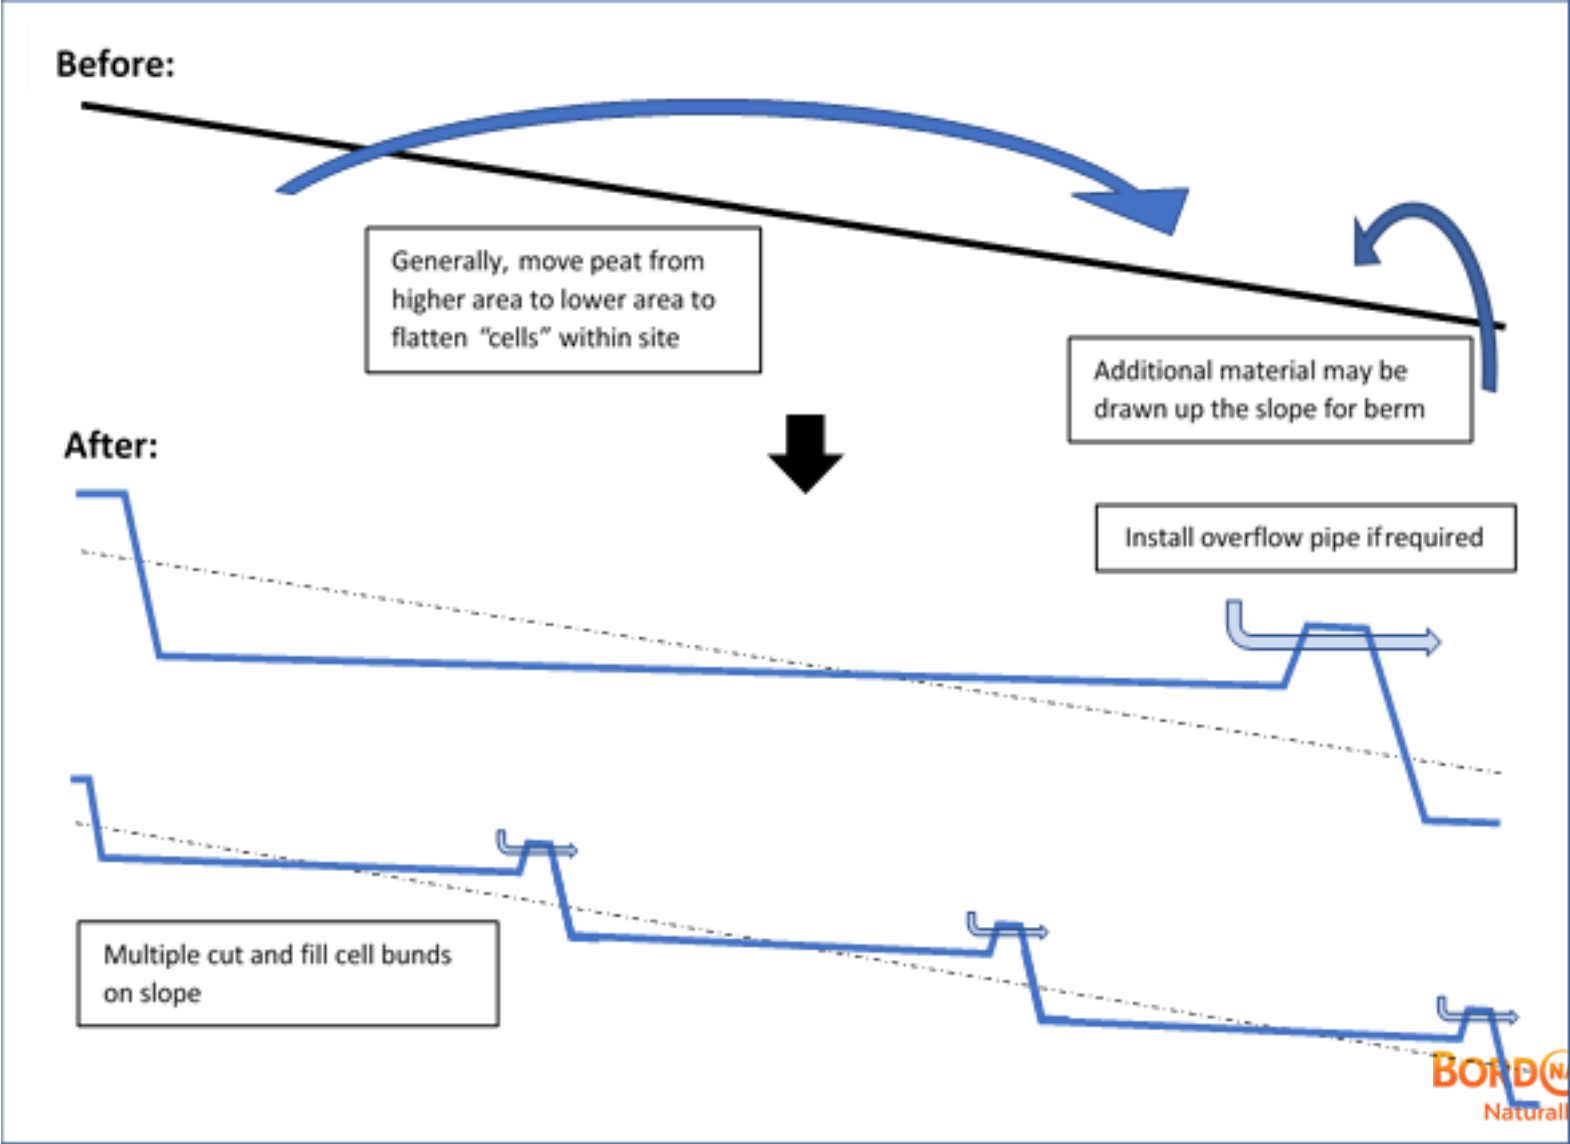 Before:
Generally, move peat from
higher area to lower area to
flatten "cells" within site
Additional material may be
drawn up the slope for berm
After:
Install overflow pipe if required
Multiple cut and fill cell bunds
on slope
BORD